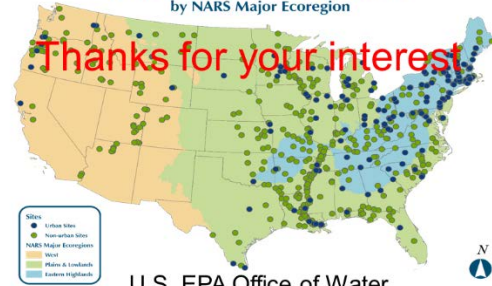 by NARS Major Ecoregion
Thanks for your interest
Sites
Urban Sites
Non-urban Sites
NARS Major Ecoregions
West
Plains & Lowlands
Eastern Highlands
N
U.S. EPA Office of Water